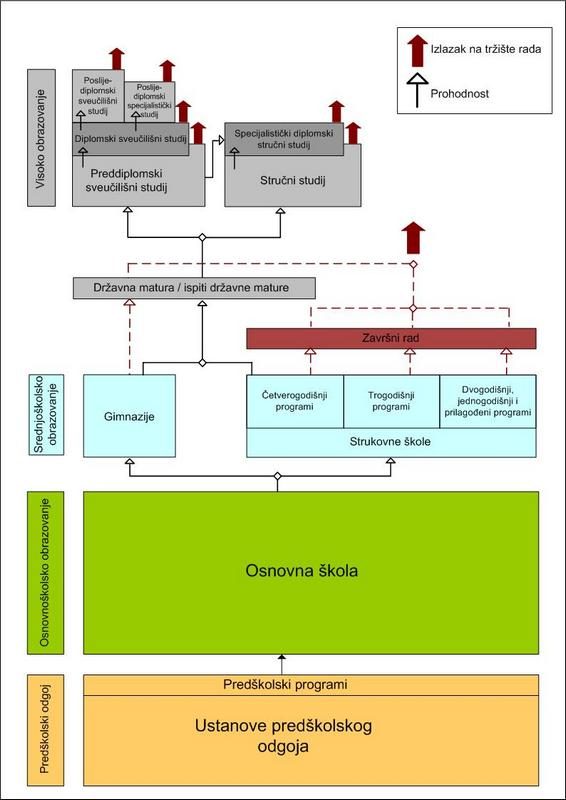 Izlazak na tržište rada
Prohodnost
Visoko obrazovanje
Poslije-
diplomski
sveučilišni
studij
Poslije-
diplomski
specijalistički
studij
Diplomski sveučilišni studij
Preddiplomski
sveučilišni studij
Specijalistički diplomski
stručni studij
Stručni studij
Državna matura / ispiti državne mature
Završni rad
Srednjoškolsko
obrazovanje
Gimnazije
Četverogodišnji
programi
Trogodišnji
programi
Dvogodišnji,
jednogodišnji i
prilagođeni programi
Strukovne škole
Osnovnoškolsko obrazovanje
Osnovna škola
Predškolski odgoj
Predškolski programi
Ustanove predškolskog
odgoja